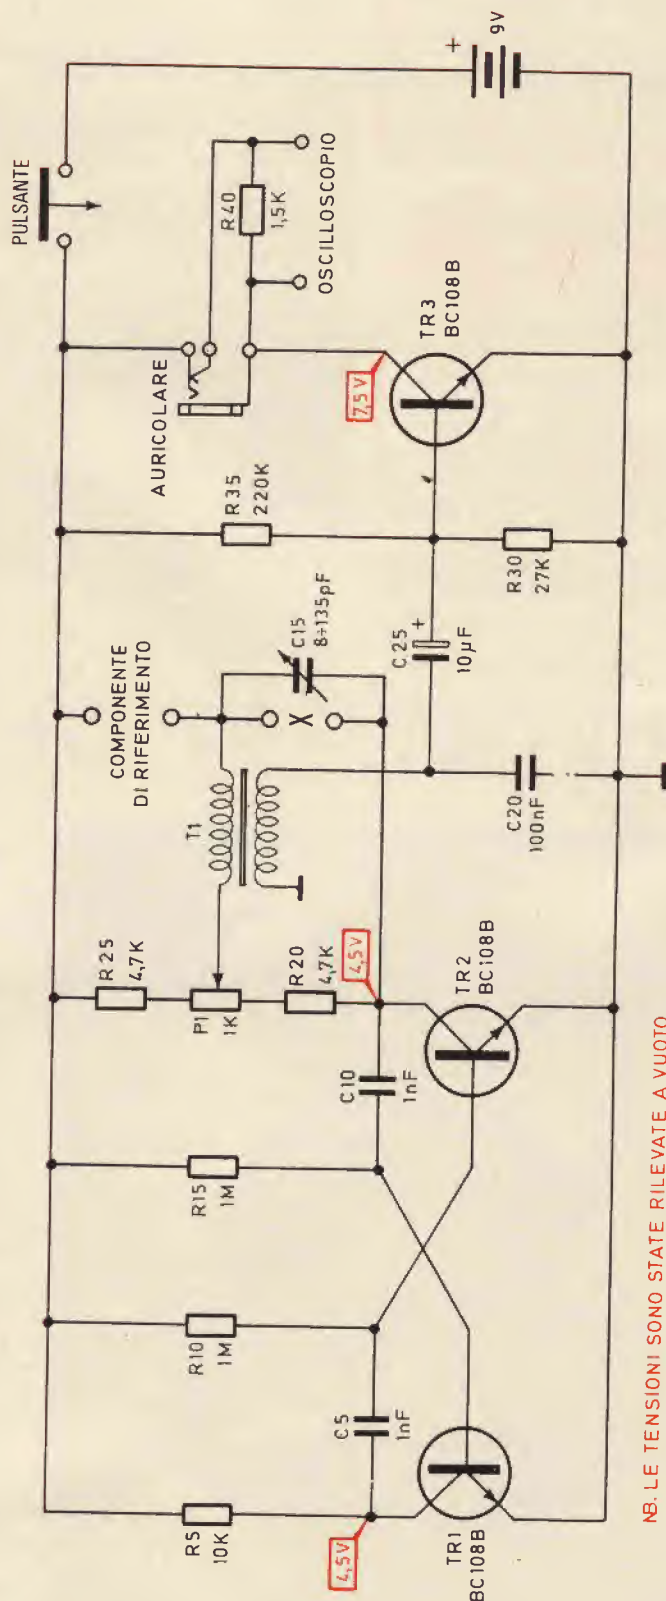 R5
10K
R10
1M
R15
1M
R25
4,7K
P1
1K
R20
4,7K
T1
COMPONENTE
DI RIFERIMENTO
X
C15
8÷135pF
R35
220K
AURICOLARE
PULSANTE
R40
1,5K
OSCILLOSCOPIO
+
9V
4,5V
C5
1nF
C10
1nF
4,5V
C25
+
10µF
7,5V
TR1
BC108B
TR2
BC108B
C20
100nF
R30
27K
TR3
BC108B
NB. LE TENSIONI SONO STATE RILEVATE A VUOTO